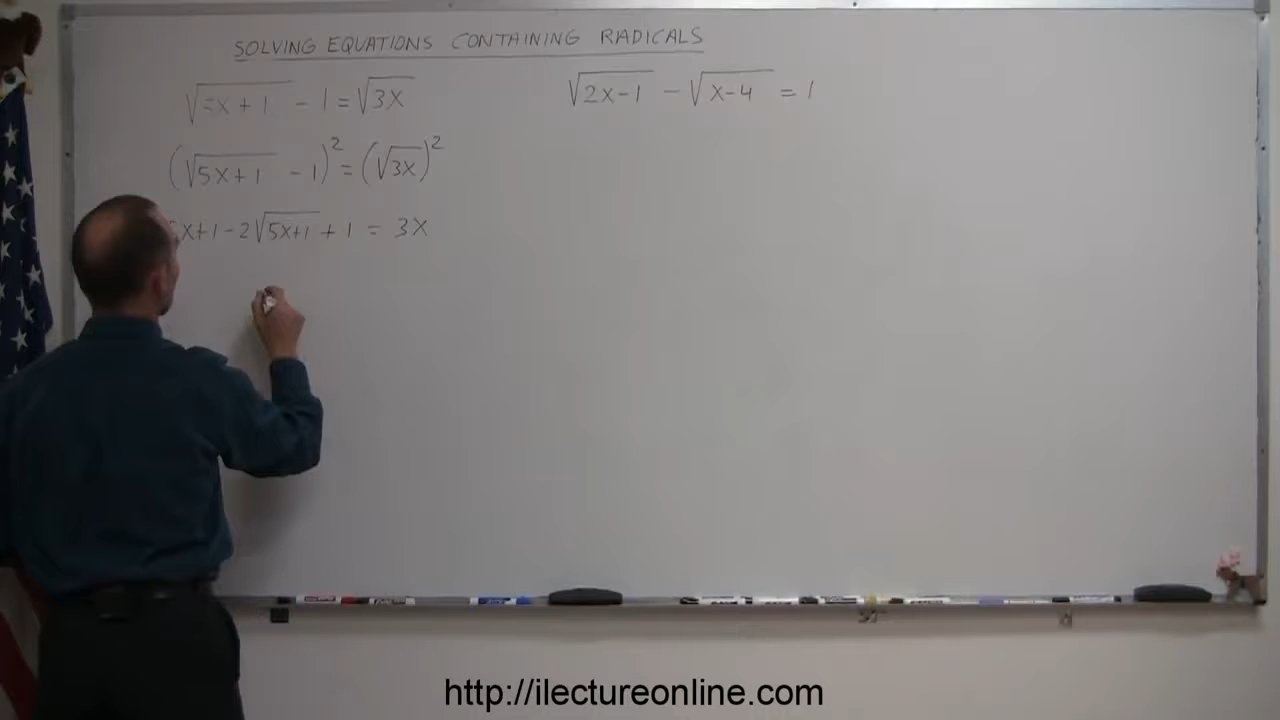 SOLVING EQUATIONS CONTAINING RADICALS
√5x+1 - 1 = √3x
(√5x+1 - 1)² = (√3x)²
5x+1-2√5x+1 + 1 = 3x
√2x-1 - √x-4 = 1
http://ilectureonline.com